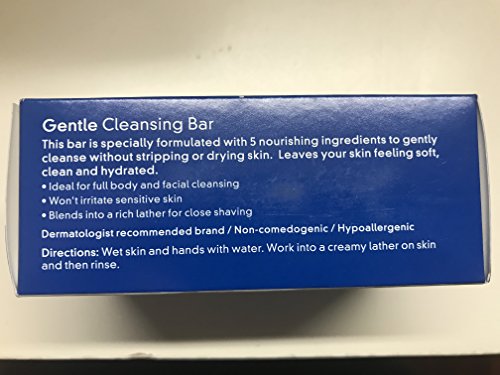 Gentle Cleansing Bar
This bar is specially formulated with 5 nourishing ingredients to gently
cleanse without stripping or drying skin. Leaves your skin feeling soft,
clean and hydrated.
• Ideal for full body and facial cleansing
• Won't irritate sensitive skin
• Blends into a rich lather for close shaving
Dermatologist recommended brand / Non-comedogenic / Hypoallergenic
Directions: Wet skin and hands with water. Work into a creamy lather on skin
and then rinse.